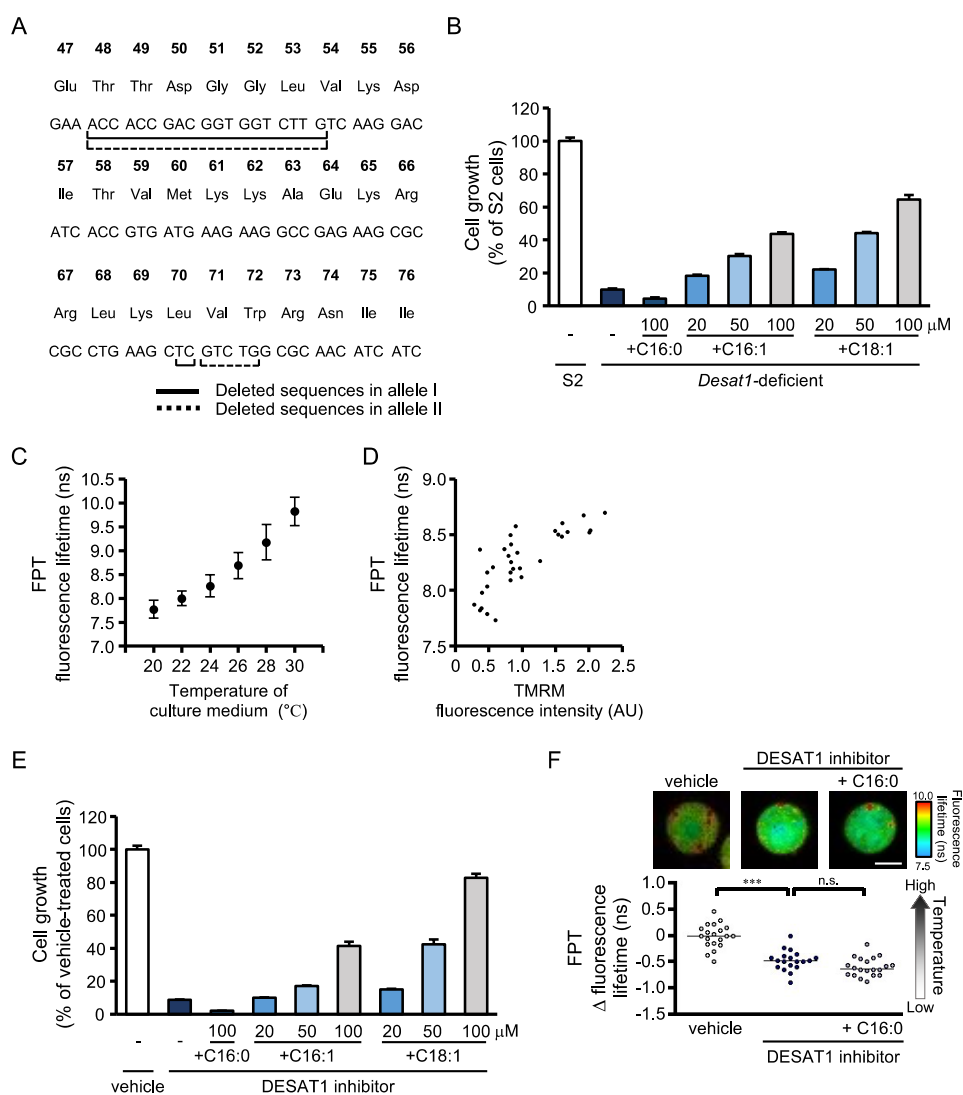 A
47 48 49 50 51 52 53 54 55 56
Glu Thr Thr Asp Gly Gly Leu Val Lys Asp
GAA ACC ACC GAC GGT GGT CTT GTC AAG GAC
57 58 59 60 61 62 63 64 65 66
Ile Thr Val Met Lys Lys Ala Glu Lys Arg
ATC ACC GTG ATG AAG AAG GCC GAG AAG CGC
67 68 69 70 71 72 73 74 75 76
Arg Leu Lys Leu Val Trp Arg Asn Ile Ile
CGC CTG AAG CTC GTC TGG CGC AAC ATC ATC
Deleted sequences in allele I
Deleted sequences in allele II
B
Cell growth
(% of S2 cells)
120
100
80
60
40
20
0
- - 100 20 50 100 20 50 100 μM
+C16:0 +C16:1 +C18:1
S2 Desat1-deficient
C
FPT
fluorescence lifetime (ns)
10.5
10.0
9.5
9.0
8.5
8.0
7.5
7.0
20 22 24 26 28 30
Temperature of
culture medium (°C)
D
FPT
fluorescence lifetime (ns)
9.0
8.5
8.0
7.5
0 0.5 1.0 1.5 2.0 2.5
TMRM
fluorescence intensity (AU)
E
Cell growth
(% of vehicle-treated cells)
120
100
80
60
40
20
0
- - 100 20 50 100 20 50 100 μM
+C16:0 +C16:1 +C18:1
vehicle DESAT1 inhibitor
F
DESAT1 inhibitor
vehicle + C16:0
10.0
7.5
Fluorescence
lifetime (ns)
FPT
Δ fluorescence
lifetime (ns)
1.0
0.5
0
-0.5
-1.0
-1.5
*** n.s.
High
Temperature
Low
vehicle + C16:0
DESAT1 inhibitor